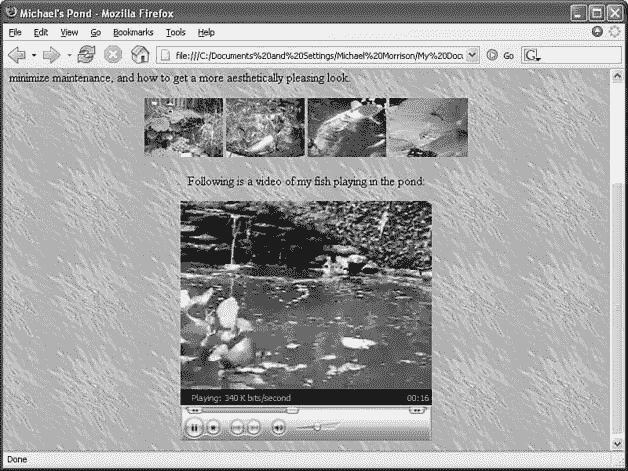 Michael's Pond - Mozilla Firefox
File Edit View Go Bookmarks Tools Help
file:///C:/Documents%20and%20Settings/Michael%20Morrison/My%20Docu Go G
minimize maintenance, and how to get a more aesthetically pleasing look.
Following is a video of my fish playing in the pond:
Playing: 340 K bits/second 00:16
Done